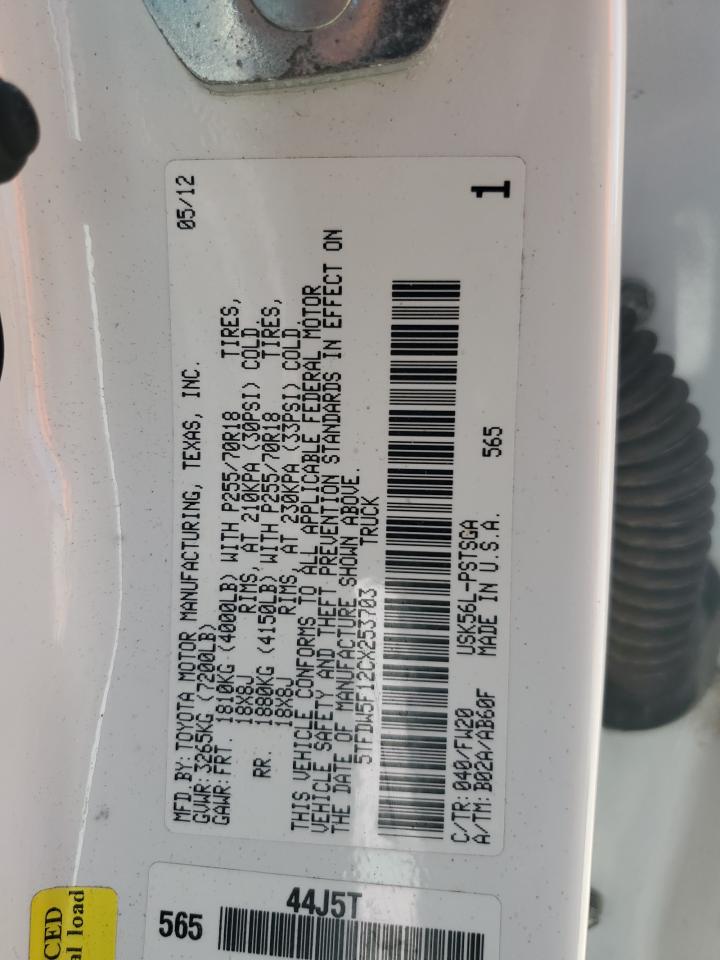 05/12
MFD.BY:TOYOTA MOTOR MANUFACTURING, TEXAS, INC.
GVWR:3265KG(7200LB)
GAWR:FRT. 1810KG (4000LB) WITH P255/70R18 TIRES,
18X8J RIMS, AT 210KPA (30PSI) COLD.
RR. 1880KG (4150LB) WITH P255/70R18 TIRES,
18X8J RIMS, AT 230KPA (33PSI) COLD.
THIS VEHICLE CONFORMS TO ALL APPLICABLE FEDERAL MOTOR
VEHICLE SAFETY AND THEFT PREVENTION STANDARDS IN EFFECT ON
THE DATE OF MANUFACTURE SHOWN ABOVE.
5TFDW5F12CX253703 TRUCK
1
C/TR:040/FW20 USK56L-PSTSGA 565
A/TM:B02A/AB60F MADE IN U.S.A.
565 44J5T
CED
al load